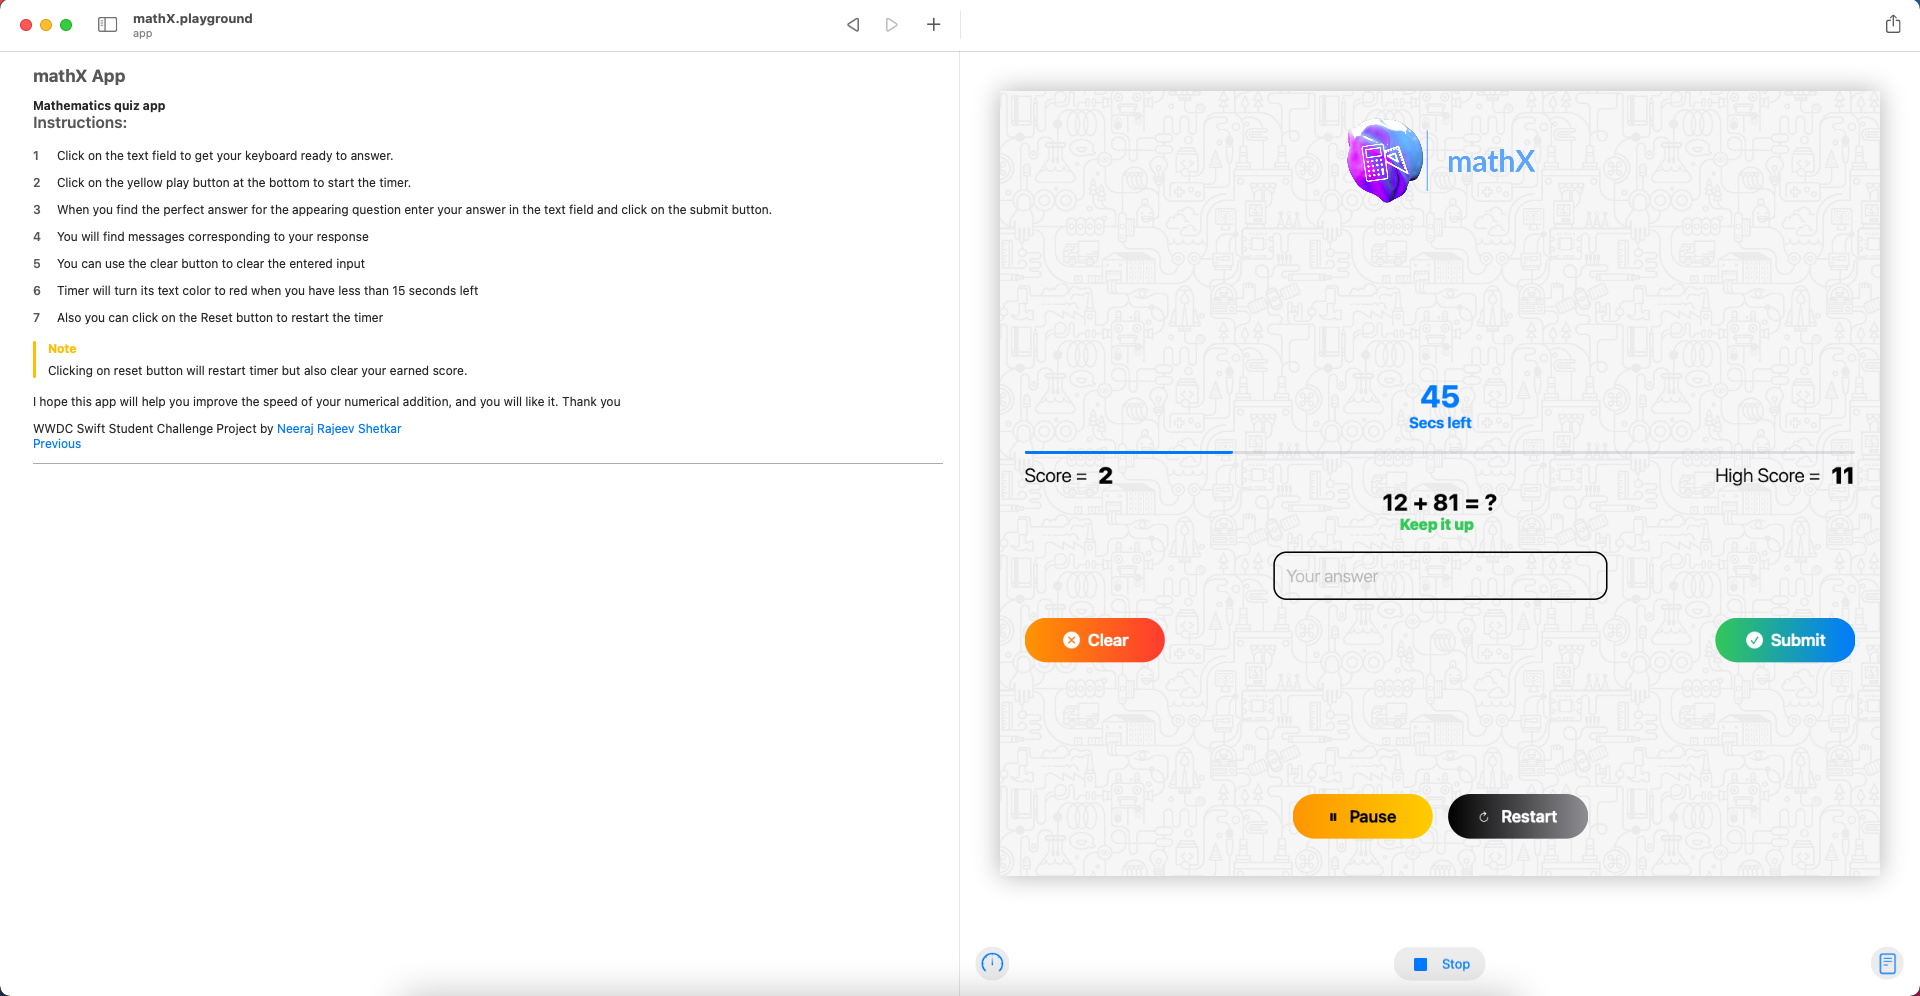 mathX.playground
app
mathX App
Mathematics quiz app
Instructions:
1 Click on the text field to get your keyboard ready to answer.
2 Click on the yellow play button at the bottom to start the timer.
3 When you find the perfect answer for the appearing question enter your answer in the text field and click on the submit button.
4 You will find messages corresponding to your response
5 You can use the clear button to clear the entered input
6 Timer will turn its text color to red when you have less than 15 seconds left
7 Also you can click on the Reset button to restart the timer
Note
Clicking on reset button will restart timer but also clear your earned score.
I hope this app will help you improve the speed of your numerical addition, and you will like it. Thank you
WWDC Swift Student Challenge Project by Neeraj Rajeev Shetkar
Previous
mathX
45
Secs left
Score = 2
High Score = 11
12 + 81 = ?
Keep it up
Your answer
Clear
Submit
Pause
Restart
Stop